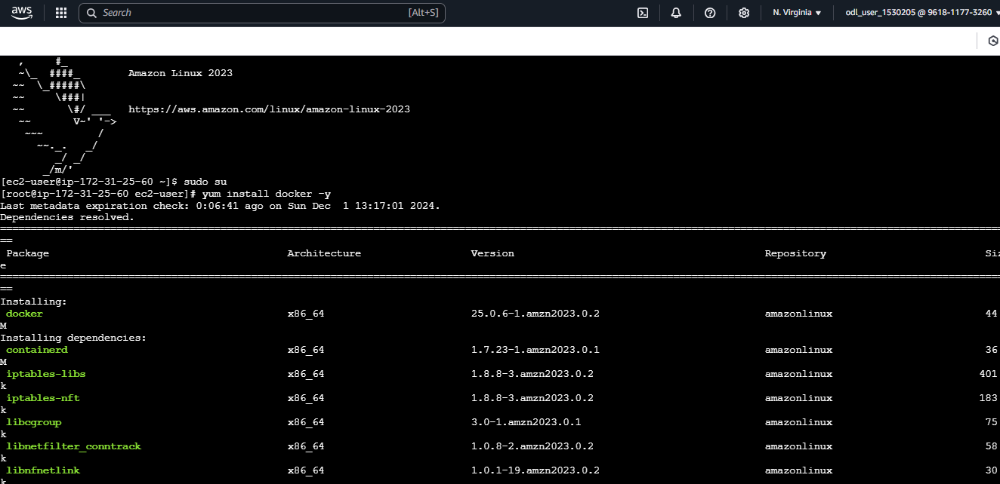 aws Search [Alt+S] N. Virginia odl_user_1530205 @ 9618-1177-3260
   ,     #_
   ~\_  ####_        Amazon Linux 2023
  ~~  \_#####\
  ~~     \###|
  ~~       \#/ ___   https://aws.amazon.com/linux/amazon-linux-2023
   ~~       V~' '->
    ~~~         /
      ~~._.   _/
         _/ _/
       _/m/'
[ec2-user@ip-172-31-25-60 ~]$ sudo su
[root@ip-172-31-25-60 ec2-user]# yum install docker -y
Last metadata expiration check: 0:06:41 ago on Sun Dec  1 13:17:01 2024.
Dependencies resolved.
==
Package Architecture Version Repository Siz
e
==
Installing:
docker x86_64 25.0.6-1.amzn2023.0.2 amazonlinux 44
M
Installing dependencies:
containerd x86_64 1.7.23-1.amzn2023.0.1 amazonlinux 36
M
iptables-libs x86_64 1.8.8-3.amzn2023.0.2 amazonlinux 401
k
iptables-nft x86_64 1.8.8-3.amzn2023.0.2 amazonlinux 183
k
libcgroup x86_64 3.0-1.amzn2023.0.1 amazonlinux 75
k
libnetfilter_conntrack x86_64 1.0.8-2.amzn2023.0.2 amazonlinux 58
k
libnfnetlink x86_64 1.0.1-19.amzn2023.0.2 amazonlinux 30
k